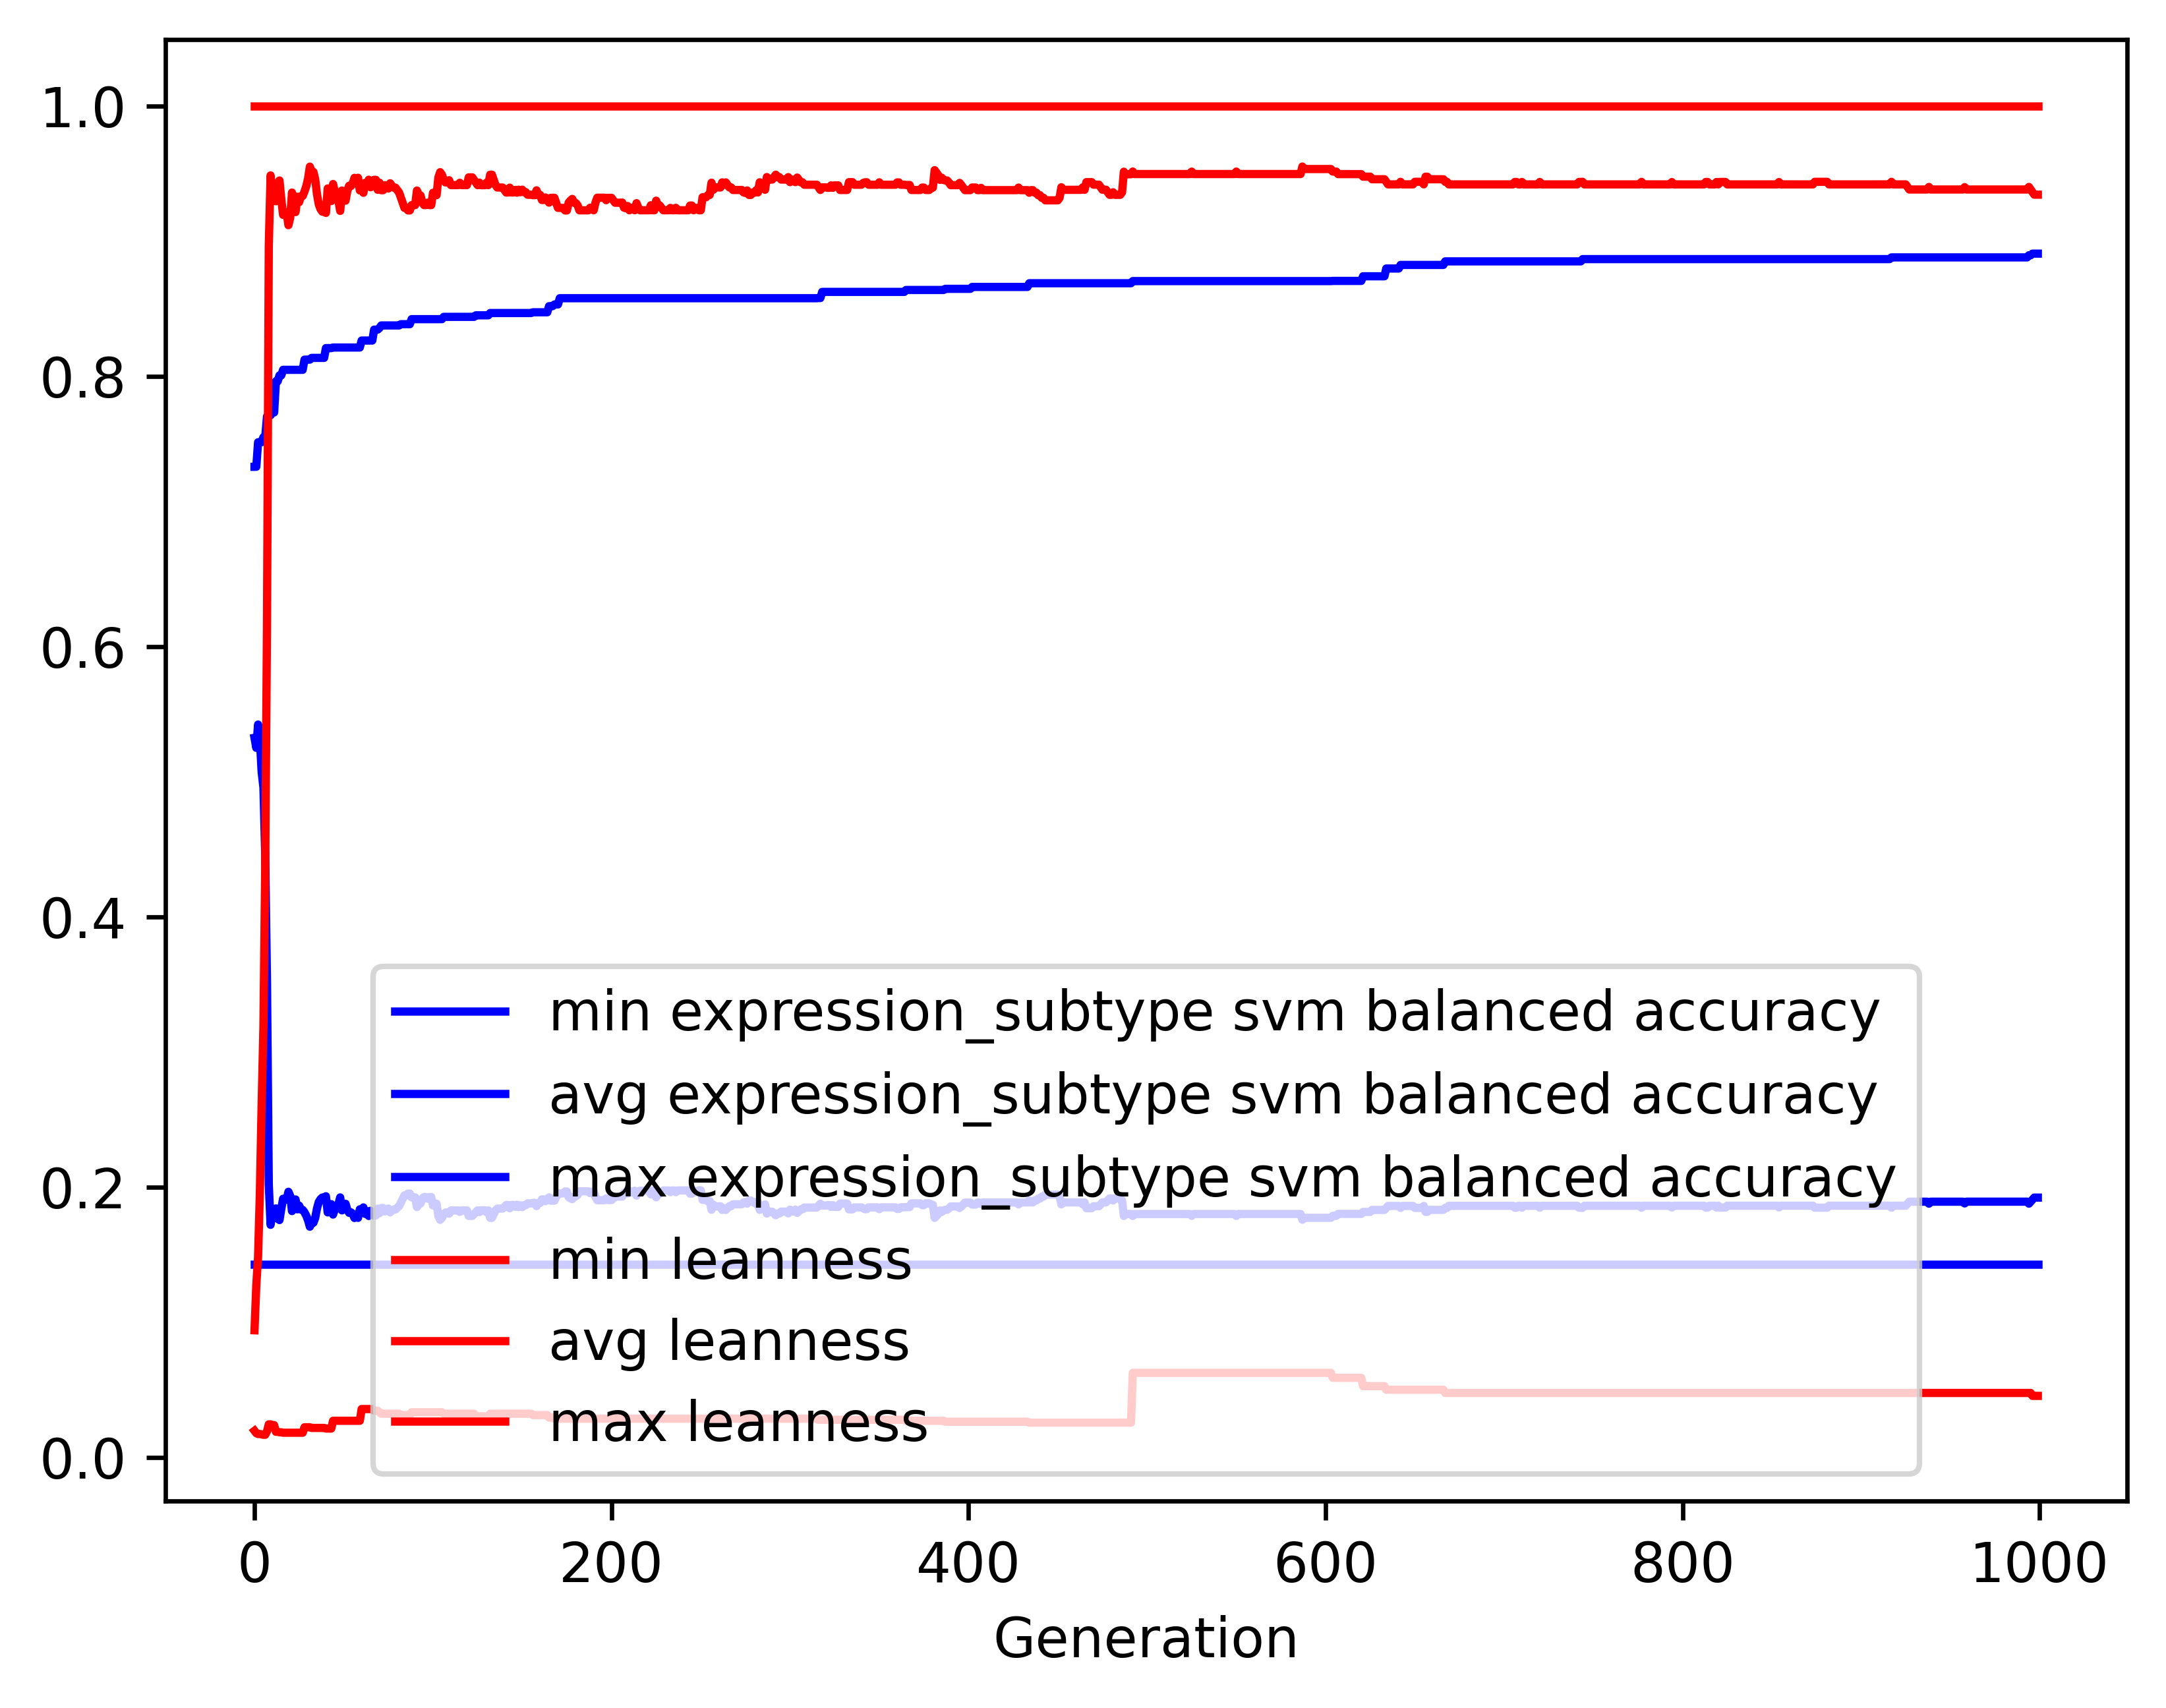 1.0
0.8
0.6
0.4
0.2
0.0
min expression_subtype svm balanced accuracy
avg expression_subtype svm balanced accuracy
max expression_subtype svm balanced accuracy
min leanness
avg leanness
max leanness
0 200 400 600 800 1000
Generation